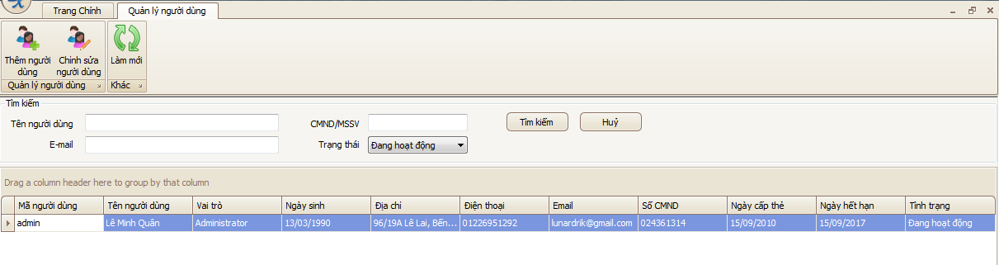 Trang Chính Quản lý người dùng
Thêm người dùng
Chỉnh sửa người dùng
Làm mới
Quản lý người dùng Khác
Tìm kiếm
Tên người dùng CMND/MSSV Tìm kiếm Huỷ
E-mail Trạng thái Đang hoạt động
Drag a column header here to group by that column
Mã người dùng Tên người dùng Vai trò Ngày sinh Địa chỉ Điện thoại Email Số CMND Ngày cấp thẻ Ngày hết hạn Tình trạng
admin Lê Minh Quân Administrator 13/03/1990 96/19A Lê Lai, Bến... 01226951292 lunardrik@gmail.com 024361314 15/09/2010 15/09/2017 Đang hoạt động